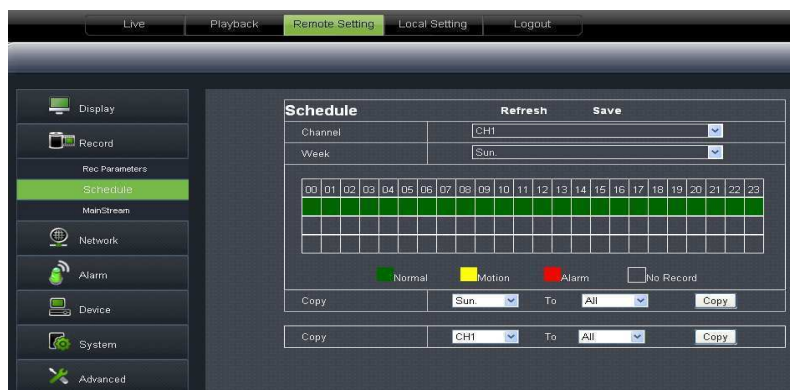 Live Playback Remote Setting Local Setting Logout
Display
Record
Rec Parameters
Schedule
MainStream
Network
Alarm
Device
System
Advanced
Schedule Refresh Save
Channel CH1
Week Sun.
00 01 02 03 04 05 06 07 08 09 10 11 12 13 14 15 16 17 18 19 20 21 22 23
Normal Motion Alarm No Record
Copy Sun. To All Copy
Copy CH1 To All Copy